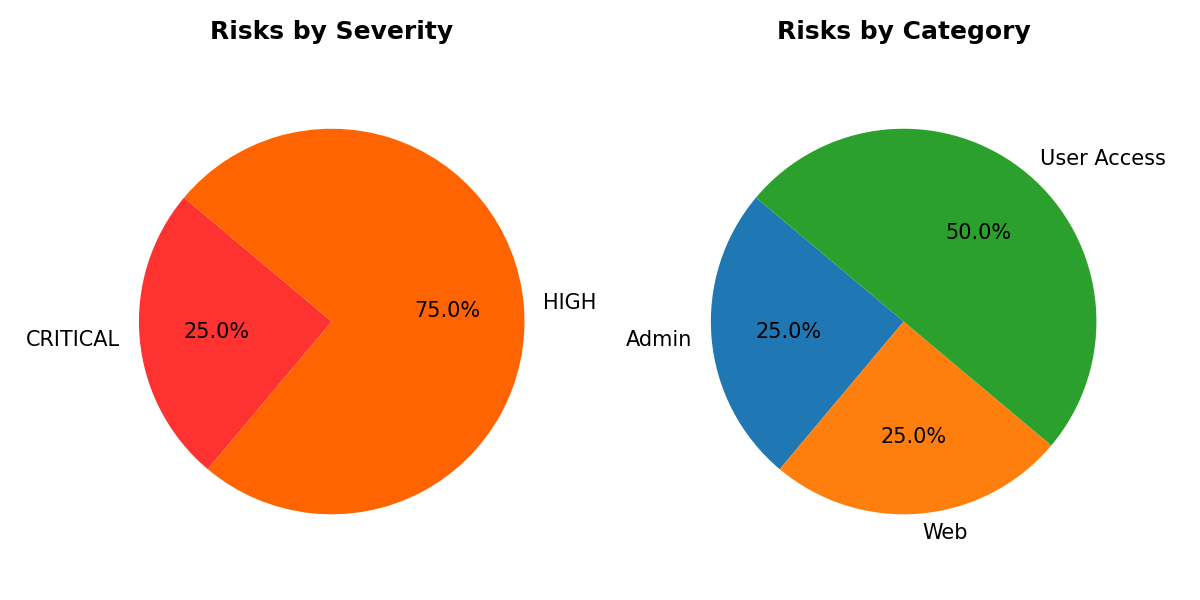 Risks by Severity
CRITICAL
25.0%
75.0%
HIGH
Risks by Category
User Access
50.0%
Admin
25.0%
25.0%
Web